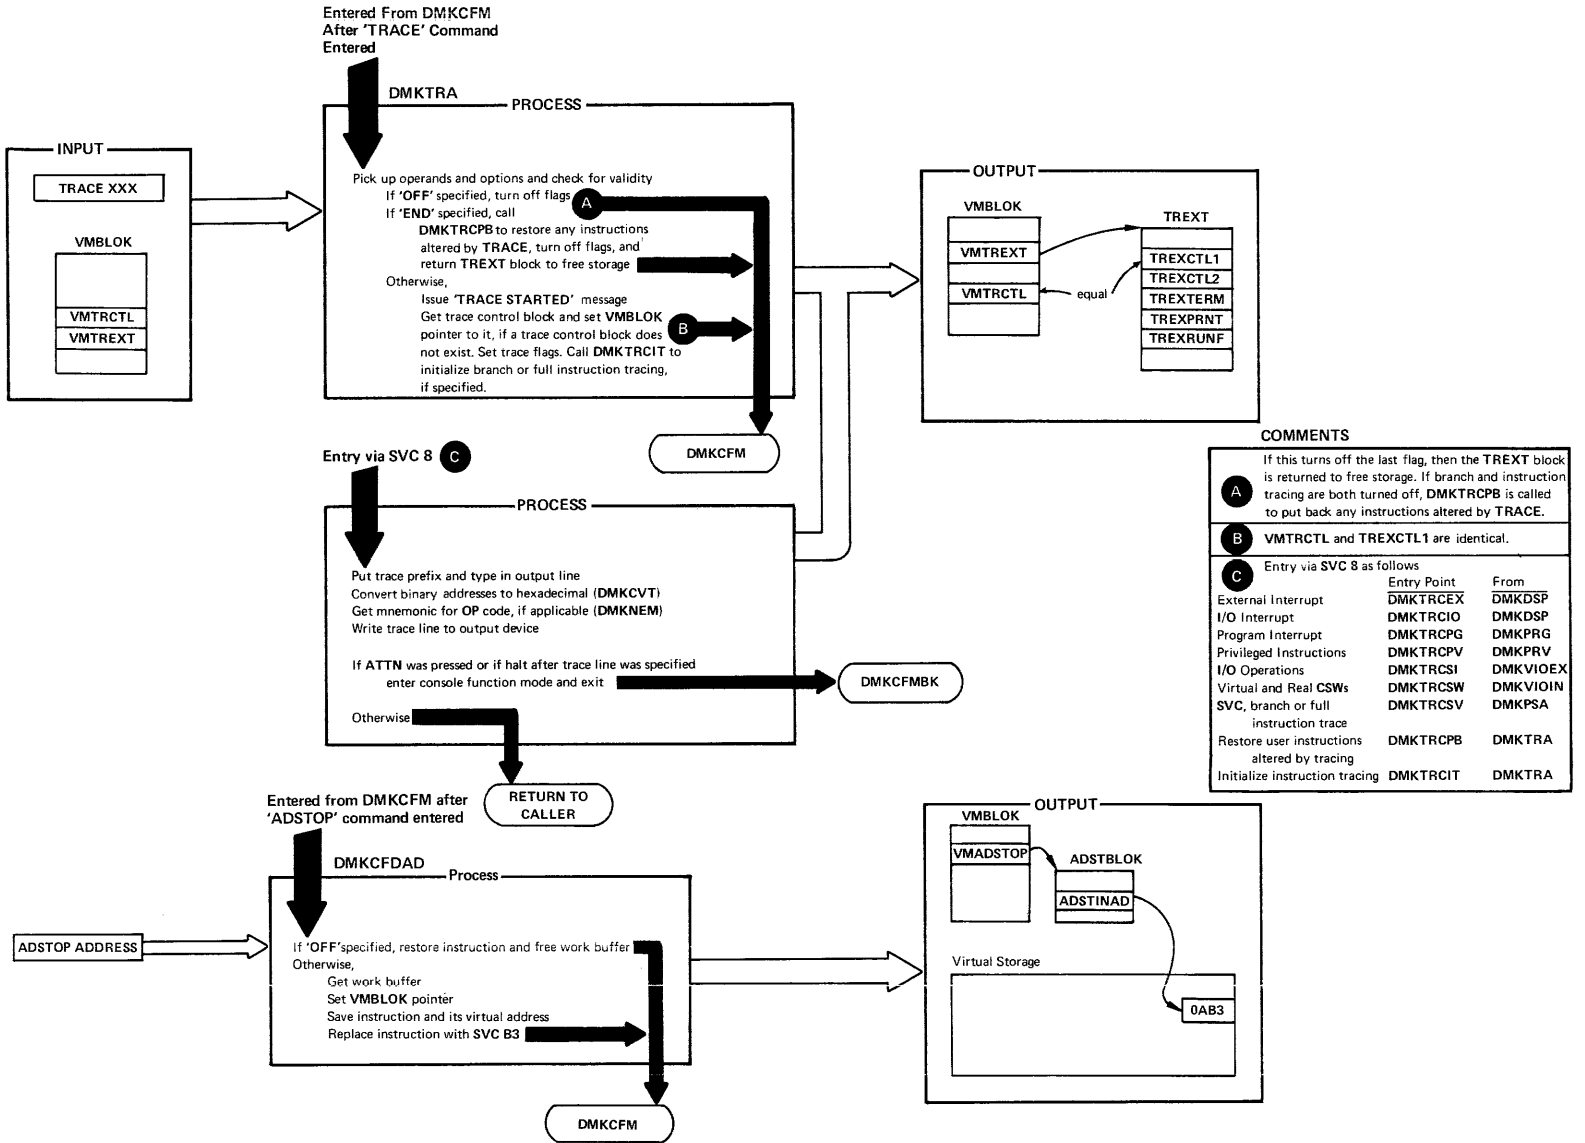 Entered From DMKCFM
After 'TRACE' Command
Entered
DMKTRA
PROCESS
INPUT
TRACE XXX
VMBLOK
VMTRCTL
VMTREXT
Pick up operands and options and check for validity
If 'OFF' specified, turn off flags
A
If 'END' specified, call
DMKTRCPB to restore any instructions
altered by TRACE, turn off flags, and
return TREXT block to free storage
Otherwise,
Issue 'TRACE STARTED' message
Get trace control block and set VMBLOK
pointer to it, if a trace control block does
B
not exist. Set trace flags. Call DMKTRCIT to
initialize branch or full instruction tracing,
if specified.
DMKCFM
OUTPUT
VMBLOK
VMTREXT
VMTRCTL
equal
TREXT
TREXCTL1
TREXCTL2
TREXTERM
TREXPRNT
TREXRUNF
Entry via SVC 8 C
PROCESS
Put trace prefix and type in output line
Convert binary addresses to hexadecimal (DMKCVT)
Get mnemonic for OP code, if applicable (DMKNEM)
Write trace line to output device
If ATTN was pressed or if halt after trace line was specified
enter console function mode and exit
DMKCFMBK
Otherwise
RETURN TO
CALLER
COMMENTS
A
If this turns off the last flag, then the TREXT block
is returned to free storage. If branch and instruction
tracing are both turned off, DMKTRCPB is called
to put back any instructions altered by TRACE.
B
VMTRCTL and TREXCTL1 are identical.
C
Entry via SVC 8 as follows
Entry Point From
External Interrupt DMKTRCEX DMKDSP
I/O Interrupt DMKTRCIO DMKDSP
Program Interrupt DMKTRCPG DMKPRG
Privileged Instructions DMKTRCPV DMKPRV
I/O Operations DMKTRCSI DMKVIOEX
Virtual and Real CSWs DMKTRCSW DMKVIOIN
SVC, branch or full DMKTRCSV DMKPSA
instruction trace
Restore user instructions DMKTRCPB DMKTRA
altered by tracing
Initialize instruction tracing DMKTRCIT DMKTRA
Entered from DMKCFM after
'ADSTOP' command entered
DMKCFDAD
Process
ADSTOP ADDRESS
If 'OFF'specified, restore instruction and free work buffer
Otherwise,
Get work buffer
Set VMBLOK pointer
Save instruction and its virtual address
Replace instruction with SVC B3
DMKCFM
OUTPUT
VMBLOK
VMADSTOP
ADSTBLOK
ADSTINAD
Virtual Storage
0AB3